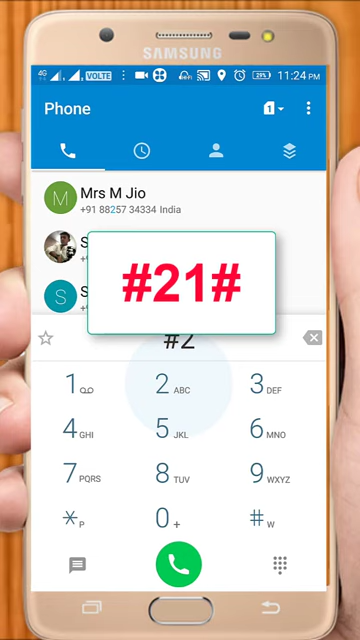 SAMSUNG
4G VOLTE 29% 11:24 PM
Phone
1
M Mrs M Jio
+91 88257 34334 India
S
S S
#21#
#2
1 2 ABC 3 DEF
4 GHI 5 JKL 6 MNO
7 PQRS 8 TUV 9 WXYZ
* P 0 + # W